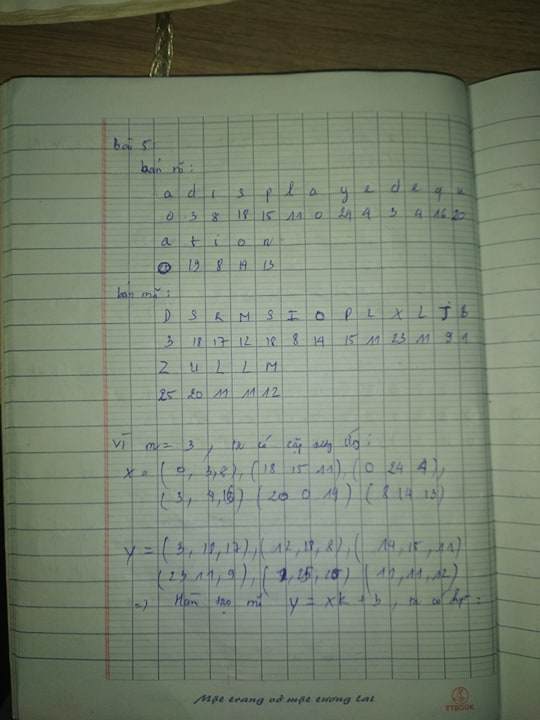 Bài 5:
bản rõ:
a d i s p l a y e d e q u
0 3 8 18 15 11 0 24 4 3 4 16 20
a t i o n
0 19 8 14 13
bản mã:
D S R M S I O P L X L J B
3 18 17 12 18 8 14 15 11 23 11 9 1
Z U L L M
25 20 11 11 12
Vì m = 3, ta có cặp :
X = (0, 3,8), (18 15 11), (0 24 4),
(3, 4,16) (20 0 19) (8 14 13)
Y = (3, 18,17), (12,18,8), (14,15,11)
(23 11,9), (1,25,20) (11,11,12)
=> Hàm mã Y = XK + b, ta có :
Một trang vở một tương lai
TTBOOK